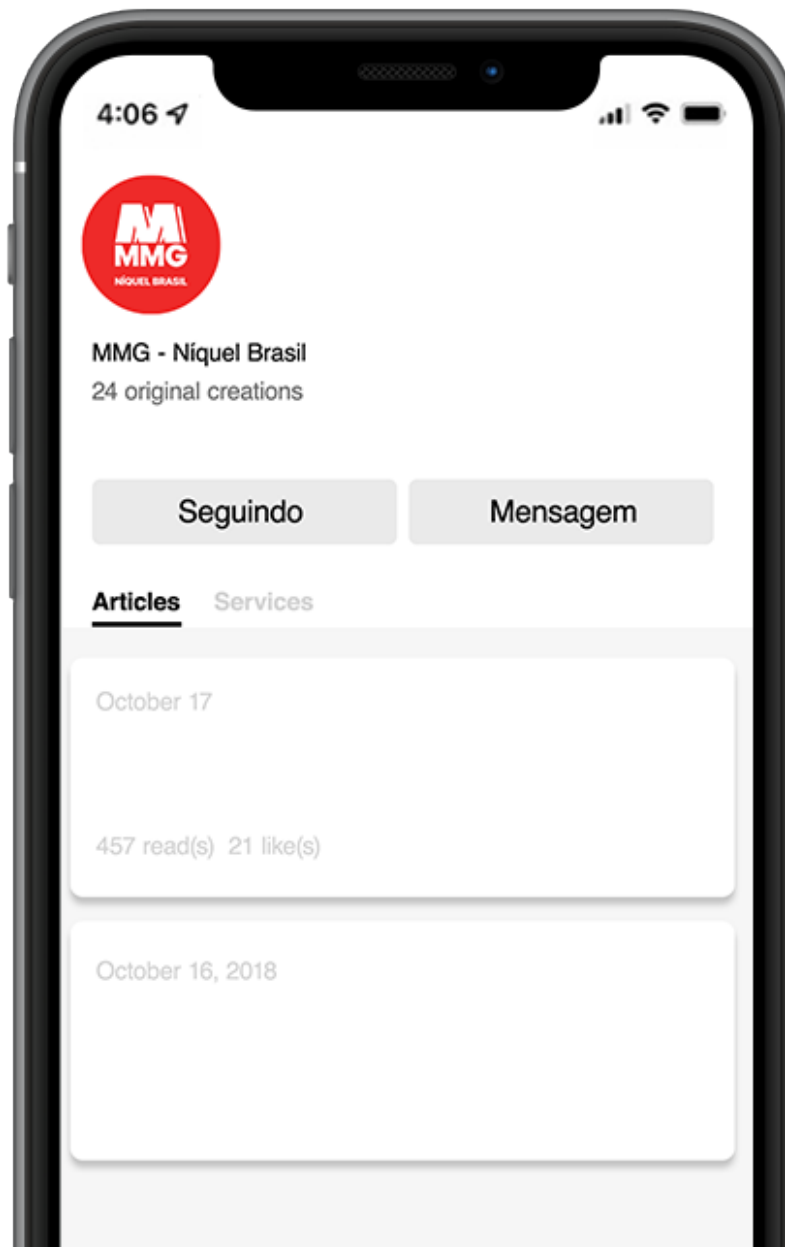 4:06
M
MMG
NÍQUEL BRASIL
MMG - Níquel Brasil
24 original creations
Seguindo Mensagem
Articles Services
October 17
457 read(s) 21 like(s)
October 16, 2018